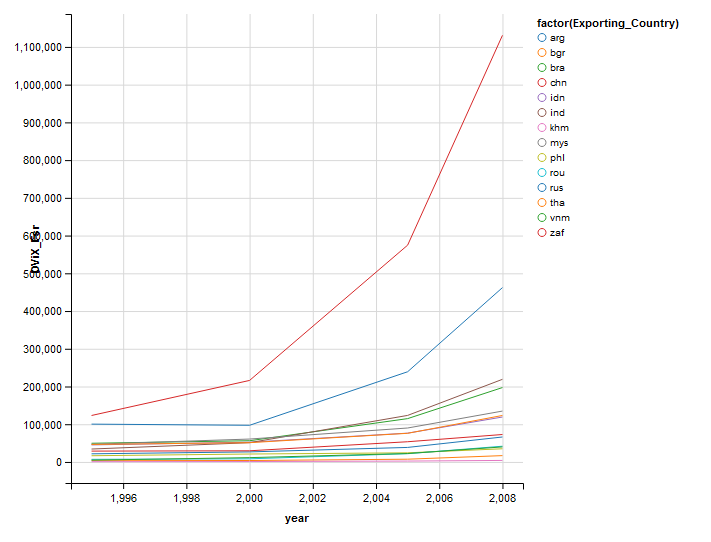 factor(Exporting_Country)
arg
bgr
bra
chn
idn
ind
khm
mys
phl
rou
rus
tha
vnm
zaf
1,100,000
1,000,000
900,000
800,000
700,000
600,000
500,000
400,000
300,000
200,000
100,000
0
1,996
1,998
2,000
2,002
2,004
2,006
2,008
year